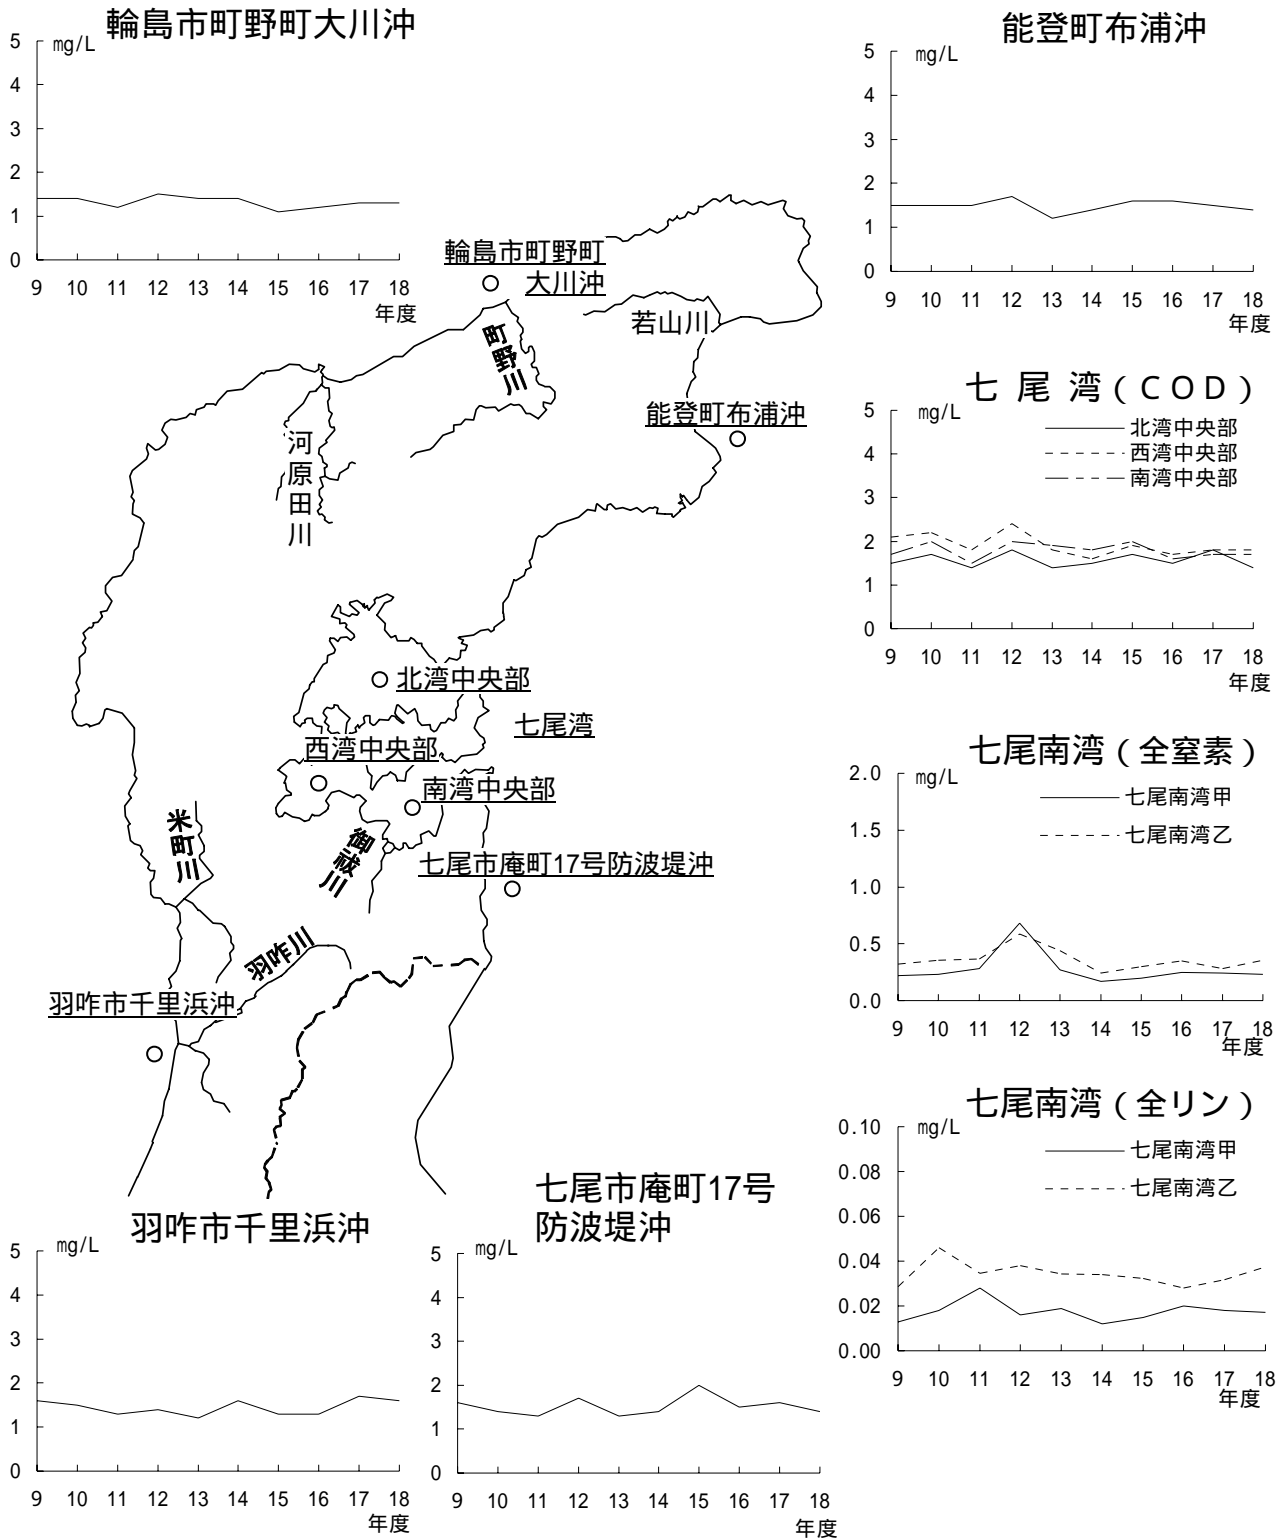 輪島市町野町大川沖
mg/L
5
4
3
2
1
0
9 10 11 12 13 14 15 16 17 18
年度
能登町布浦沖
mg/L
5
4
3
2
1
0
9 10 11 12 13 14 15 16 17 18
年度
輪島市町野町
大川沖
若山川
町野川
河原田川
能登町布浦沖
北湾中央部
七尾湾
西湾中央部
南湾中央部
米町川
御祓川
七尾市庵町17号防波堤沖
羽咋川
羽咋市千里浜沖
七尾湾(COD)
mg/L
北湾中央部
西湾中央部
南湾中央部
5
4
3
2
1
0
9 10 11 12 13 14 15 16 17 18
年度
七尾南湾(全窒素)
mg/L
七尾南湾甲
七尾南湾乙
2.0
1.5
1.0
0.5
0.0
9 10 11 12 13 14 15 16 17 18
年度
七尾南湾(全リン)
mg/L
七尾南湾甲
七尾南湾乙
0.10
0.08
0.06
0.04
0.02
0.00
9 10 11 12 13 14 15 16 17 18
年度
羽咋市千里浜沖
mg/L
5
4
3
2
1
0
9 10 11 12 13 14 15 16 17 18
年度
七尾市庵町17号
防波堤沖
mg/L
5
4
3
2
1
0
9 10 11 12 13 14 15 16 17 18
年度